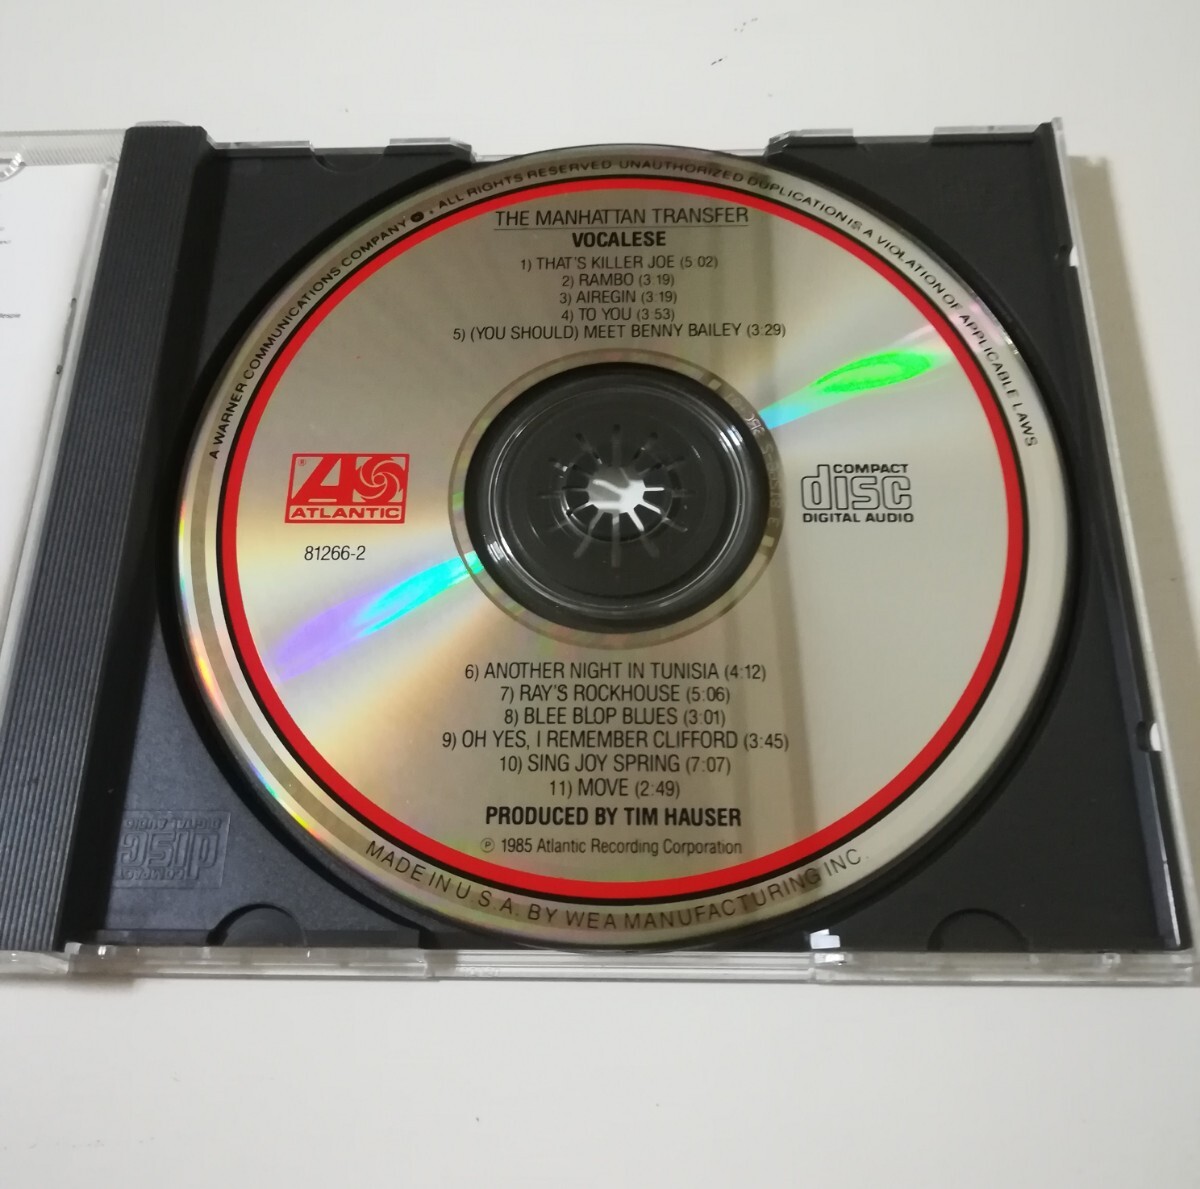 A WARNER COMMUNICATIONS COMPANY ALL RIGHTS RESERVED·UNAUTHORIZED DUPLICATION IS A VIOLATION OF APPLICABLE LAWS
THE MANHATTAN TRANSFER
VOCALESE
1) THAT'S KILLER JOE (5:02)
2) RAMBO (3:19)
3) AIREGIN (3:19)
4) TO YOU (3:53)
5) (YOU SHOULD) MEET BENNY BAILEY (3:29)
ATLANTIC
81266-2
COMPACT
disc
DIGITAL AUDIO
6) ANOTHER NIGHT IN TUNISIA (4:12)
7) RAY'S ROCKHOUSE (5:06)
8) BLEE BLOP BLUES (3:01)
9) OH YES, I REMEMBER CLIFFORD (3:45)
10) SING JOY SPRING (7:07)
11) MOVE (2:49)
PRODUCED BY TIM HAUSER
℗ 1985 Atlantic Recording Corporation
MADE IN U.S.A. BY WEA MANUFACTURING INC.
COMPACT
disc
DIGITAL AUDIO